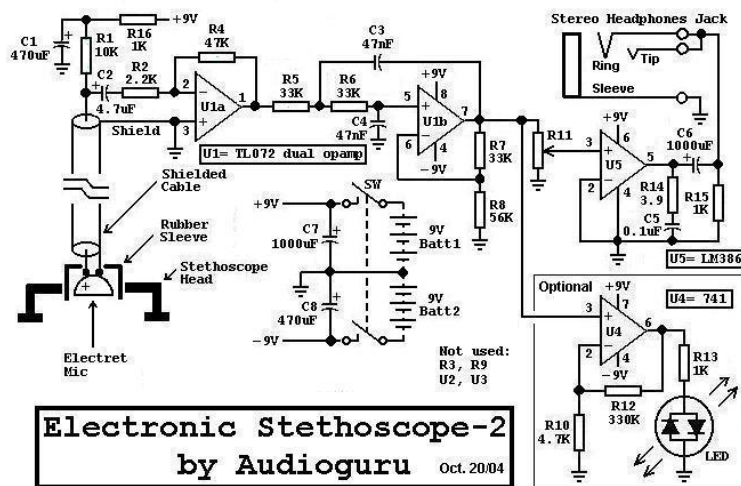 C1
470uF
R1
10K
R16
1K
+9V
C2
4.7uF
R2
2.2K
R4
47K
2
3
1
U1a
Shield
R5
33K
R6
33K
C3
47nF
C4
47nF
+9V
8
5
6
7
U1b
4
-9V
U1= TL072 dual opamp
R7
33K
R8
56K
R11
Stereo Headphones Jack
Ring
Tip
Sleeve
+9V
6
3
2
5
4
U5
C6
1000uF
R14
3.9
C5
0.1uF
R15
1K
U5= LM386
Shielded
Cable
Rubber
Sleeve
Stethoscope
Head
Electret
Mic
+
SW
+9V
C7
1000uF
C8
470uF
-9V
9V
Batt1
9V
Batt2
Not used:
R3, R9
U2, U3
Optional
U4= 741
+9V
7
3
2
6
U4
4
-9V
R13
1K
R12
330K
R10
4.7K
LED
Electronic Stethoscope-2
by Audioguru Oct. 20/04